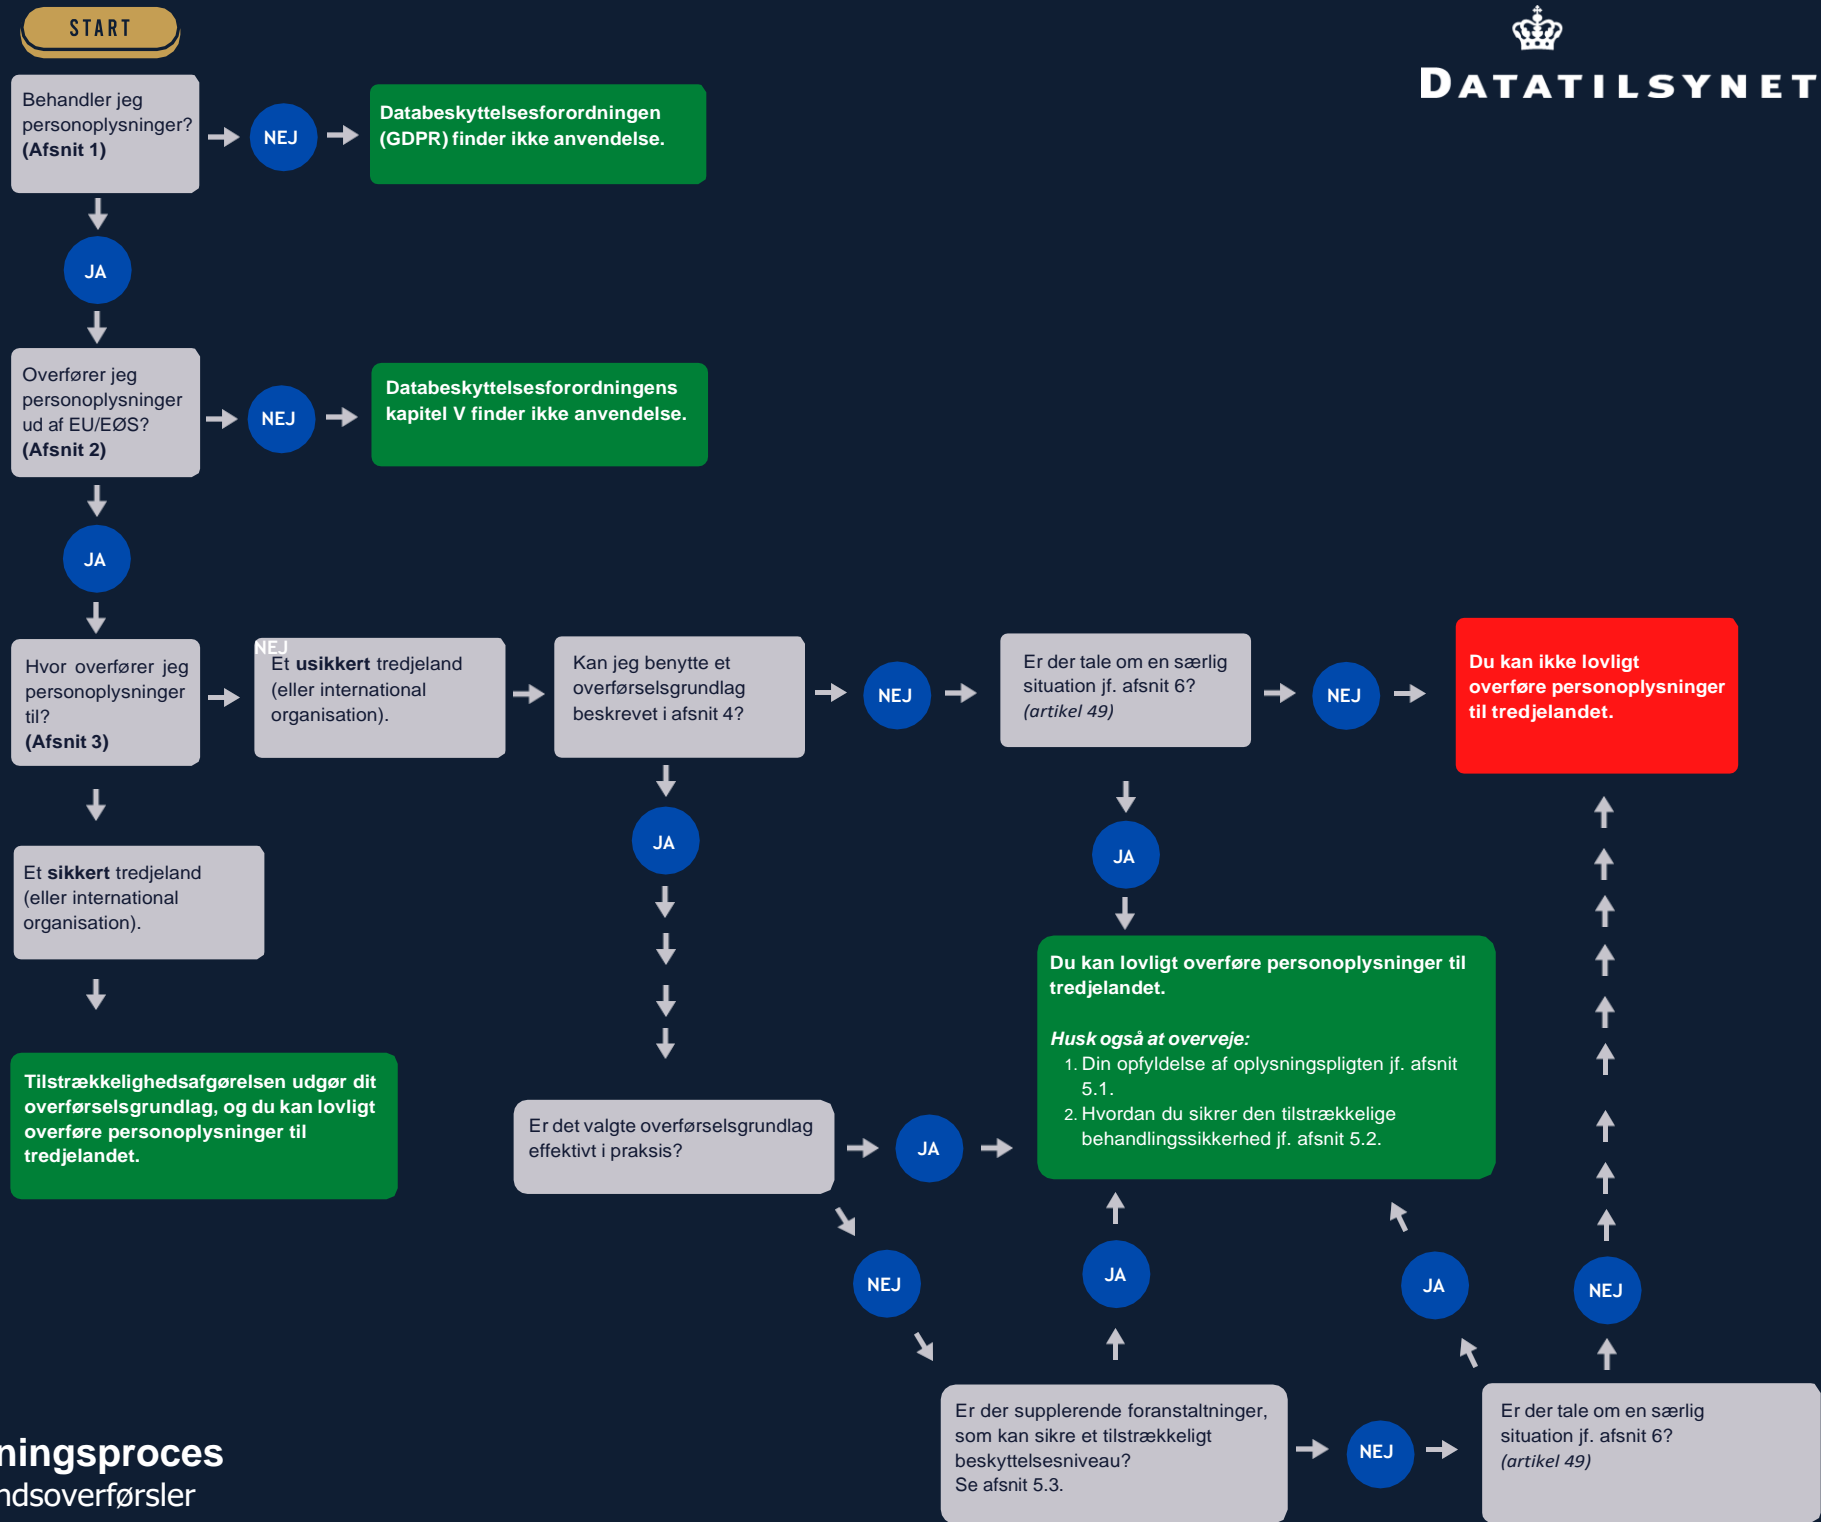 START
DATATILSYNET
Behandler jeg
personoplysninger?
(Afsnit 1)
NEJ
Databeskyttelsesforordningen
(GDPR) finder ikke anvendelse.
JA
Overfører jeg
personoplysninger
ud af EU/EØS?
(Afsnit 2)
NEJ
Databeskyttelsesforordningens
kapitel V finder ikke anvendelse.
JA
Hvor overfører jeg
personoplysninger
til?
(Afsnit 3)
NEJ
Et usikkert tredjeland
(eller international
organisation).
Kan jeg benytte et
overførselsgrundlag
beskrevet i afsnit 4?
NEJ
Er der tale om en særlig
situation jf. afsnit 6?
(artikel 49)
NEJ
Du kan ikke lovligt
overføre personoplysninger
til tredjelandet.
JA
JA
Et sikkert tredjeland
(eller international
organisation).
Du kan lovligt overføre personoplysninger til
tredjelandet.
Husk også at overveje:
1. Din opfyldelse af oplysningspligten jf. afsnit
5.1.
2. Hvordan du sikrer den tilstrækkelige
behandlingssikkerhed jf. afsnit 5.2.
Tilstrækkelighedsafgørelsen udgør dit
overførselsgrundlag, og du kan lovligt
overføre personoplysninger til
tredjelandet.
Er det valgte overførselsgrundlag
effektivt i praksis?
JA
NEJ
JA
JA
NEJ
Er der supplerende foranstaltninger,
som kan sikre et tilstrækkeligt
beskyttelsesniveau?
Se afsnit 5.3.
NEJ
Er der tale om en særlig
situation jf. afsnit 6?
(artikel 49)
ningsproces
ndsoverførsler